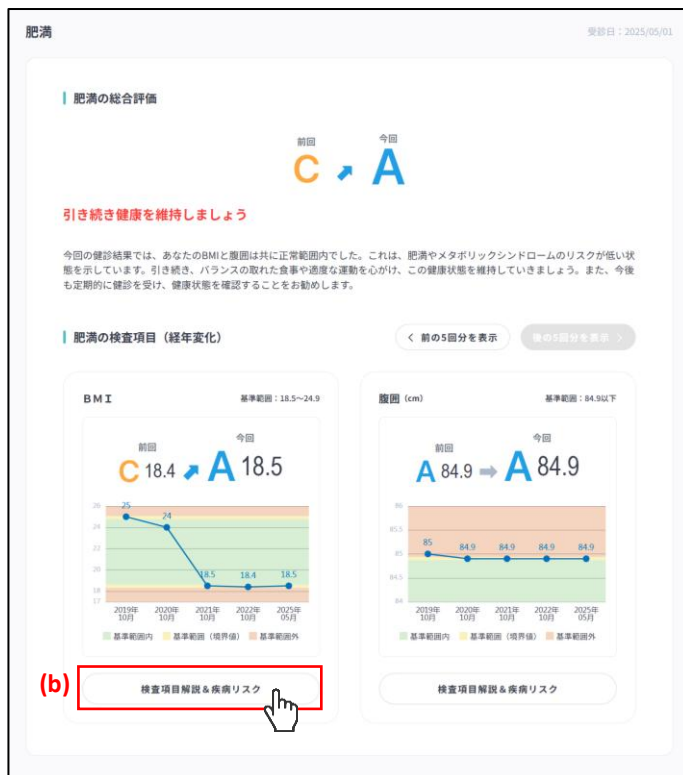 肥満
受診日：2025/05/01
肥満の総合評価
前回
今回
C
A
引き続き健康を維持しましょう
今回の健診結果では、あなたのBMIと腹囲は共に正常範囲内でした。これは、肥満やメタボリックシンドロームのリスクが低い状
態を示しています。引き続き、バランスの取れた食事や適度な運動を心がけ、この健康状態を維持していきましょう。また、今後
も定期的に健診を受け、健康状態を確認することをお勧めします。
肥満の検査項目（経年変化）
＜ 前の5回分を表示
後の5回分を表示 ＞
ＢＭＩ
基準範囲：18.5～24.9
前回
今回
C 18.4
A 18.5
26
24
22
20
18
17
25
24
18.5
18.4
18.5
2019年 2020年 2021年 2022年 2025年
10月 10月 10月 10月 05月
基準範囲内 基準範囲（境界値） 基準範囲外
(b)
検査項目解説＆疾病リスク
腹囲 (cm)
基準範囲：84.9以下
前回
今回
A 84.9
A 84.9
86
85.5
85
84.5
84
85
84.9
84.9
84.9
84.9
2019年 2020年 2021年 2022年 2025年
10月 10月 10月 10月 05月
基準範囲内 基準範囲（境界値） 基準範囲外
検査項目解説＆疾病リスク